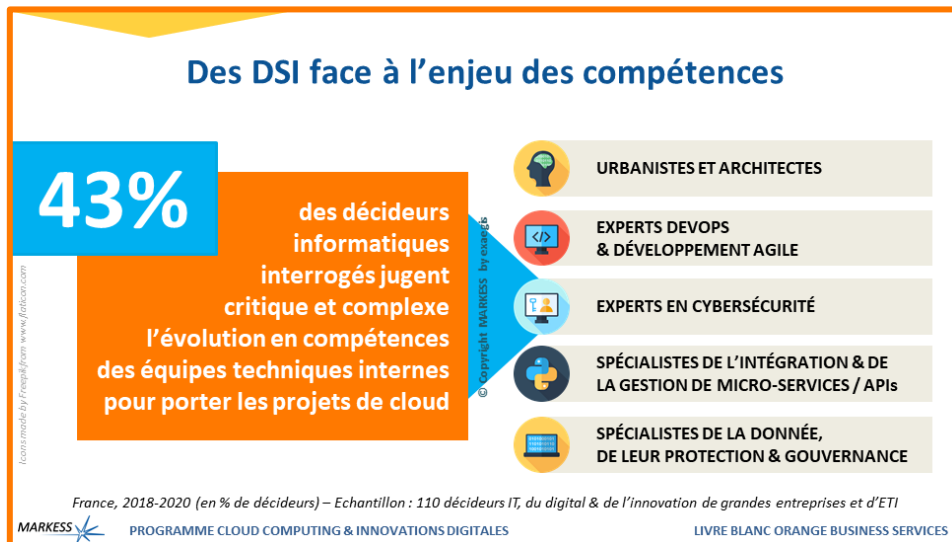 Des DSI face à l'enjeu des compétences
43%
des décideurs
informatiques
interrogés jugent
critique et complexe
l'évolution en compétences
des équipes techniques internes
pour porter les projets de cloud
URBANISTES ET ARCHITECTES
EXPERTS DEVOPS
& DÉVELOPPEMENT AGILE
EXPERTS EN CYBERSÉCURITÉ
SPÉCIALISTES DE L'INTÉGRATION & DE
LA GESTION DE MICRO-SERVICES / APIs
SPÉCIALISTES DE LA DONNÉE,
DE LEUR PROTECTION & GOUVERNANCE
© Copyright MARKESS by exaegis
Icons made by Freepik from www.flaticon.com
France, 2018-2020 (en % de décideurs) – Echantillon : 110 décideurs IT, du digital & de l'innovation de grandes entreprises et d'ETI
MARKESS
PROGRAMME CLOUD COMPUTING & INNOVATIONS DIGITALES
LIVRE BLANC ORANGE BUSINESS SERVICES